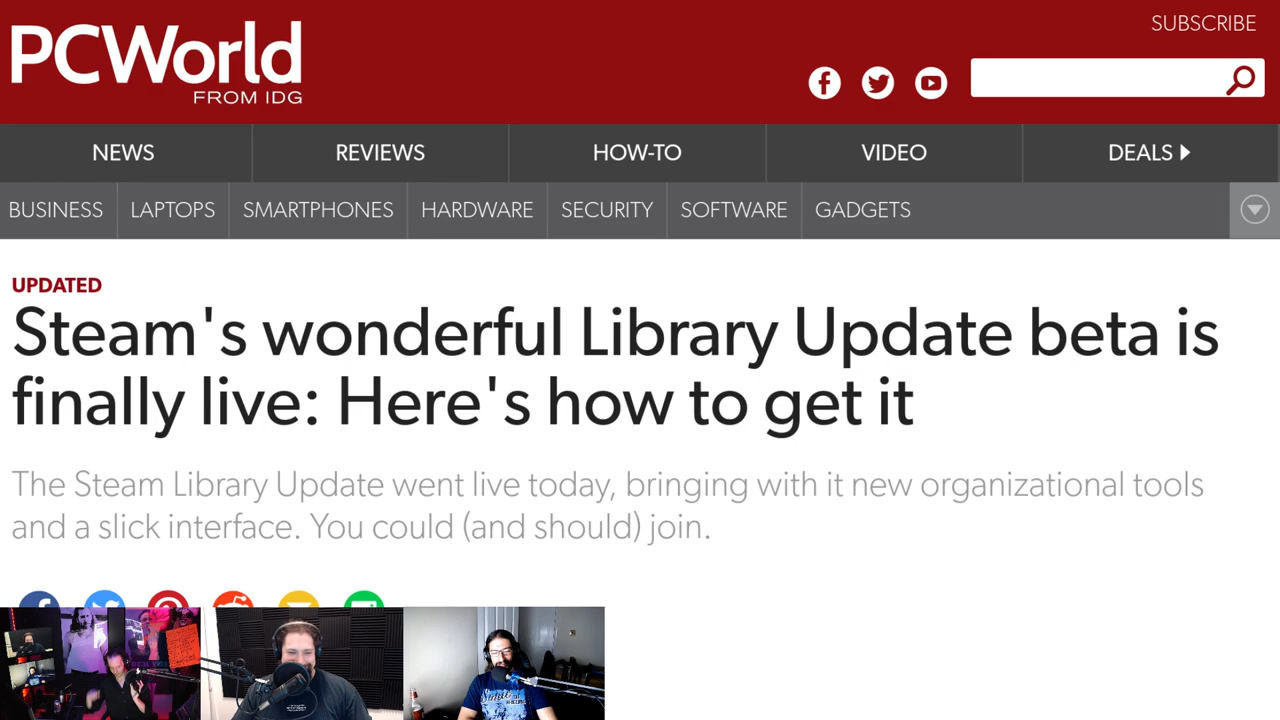 SUBSCRIBE
PCWorld
FROM IDG
NEWS REVIEWS HOW-TO VIDEO DEALS
BUSINESS LAPTOPS SMARTPHONES HARDWARE SECURITY SOFTWARE GADGETS
UPDATED
Steam's wonderful Library Update beta is
finally live: Here's how to get it
The Steam Library Update went live today, bringing with it new organizational tools
and a slick interface. You could (and should) join.